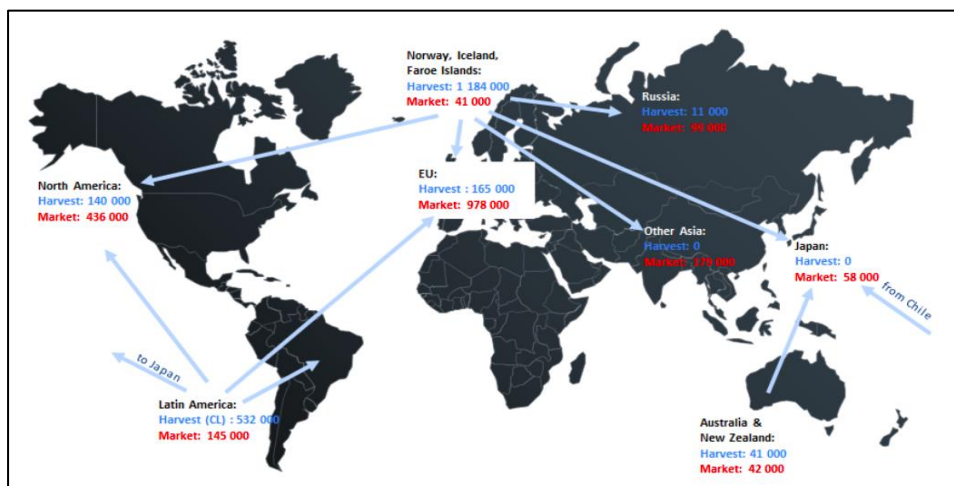 Norway, Iceland,
Faroe Islands:
Harvest: 1 184 000
Market: 41 000
Russia:
Harvest: 11 000
Market: 99 000
North America:
Harvest: 140 000
Market: 436 000
EU:
Harvest : 165 000
Market: 978 000
Other Asia:
Harvest: 0
Market: 179 000
Japan:
Harvest: 0
Market: 58 000
from Chile
to Japan
Latin America:
Harvest (CL) : 532 000
Market: 145 000
Australia &
New Zealand:
Harvest: 41 000
Market: 42 000